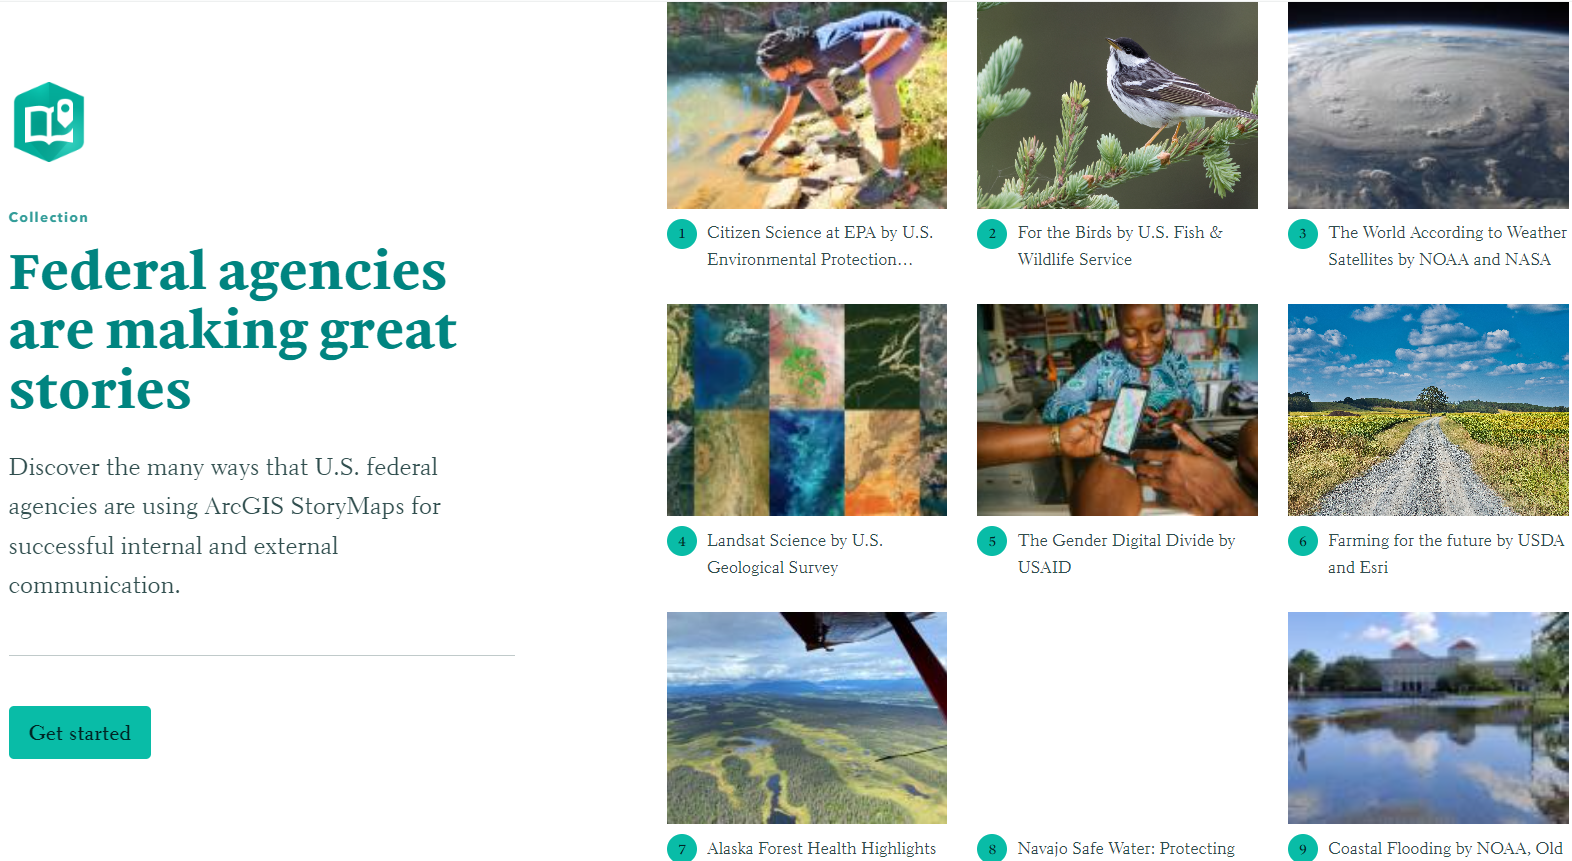 Collection
Federal agencies
are making great
stories
Discover the many ways that U.S. federal
agencies are using ArcGIS StoryMaps for
successful internal and external
communication.
Get started
1 Citizen Science at EPA by U.S.
Environmental Protection…
2 For the Birds by U.S. Fish &
Wildlife Service
3 The World According to Weather
Satellites by NOAA and NASA
4 Landsat Science by U.S.
Geological Survey
5 The Gender Digital Divide by
USAID
6 Farming for the future by USDA
and Esri
7 Alaska Forest Health Highlights
8 Navajo Safe Water: Protecting
9 Coastal Flooding by NOAA, Old